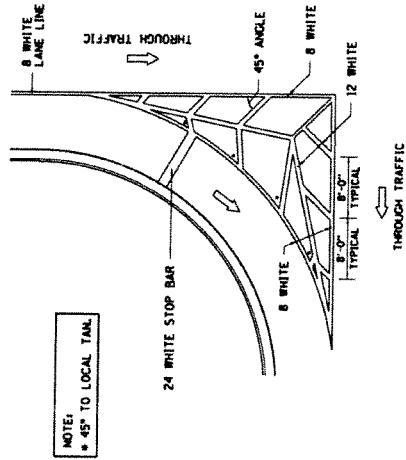 8 WHITE
LANE LINE
THROUGH TRAFFIC
45° ANGLE
8 WHITE
12 WHITE
8'-0"
TYPICAL
8'-0"
TYPICAL
THROUGH TRAFFIC
8 WHITE
24 WHITE STOP BAR
NOTE:
* 45° TO LOCAL TAN.